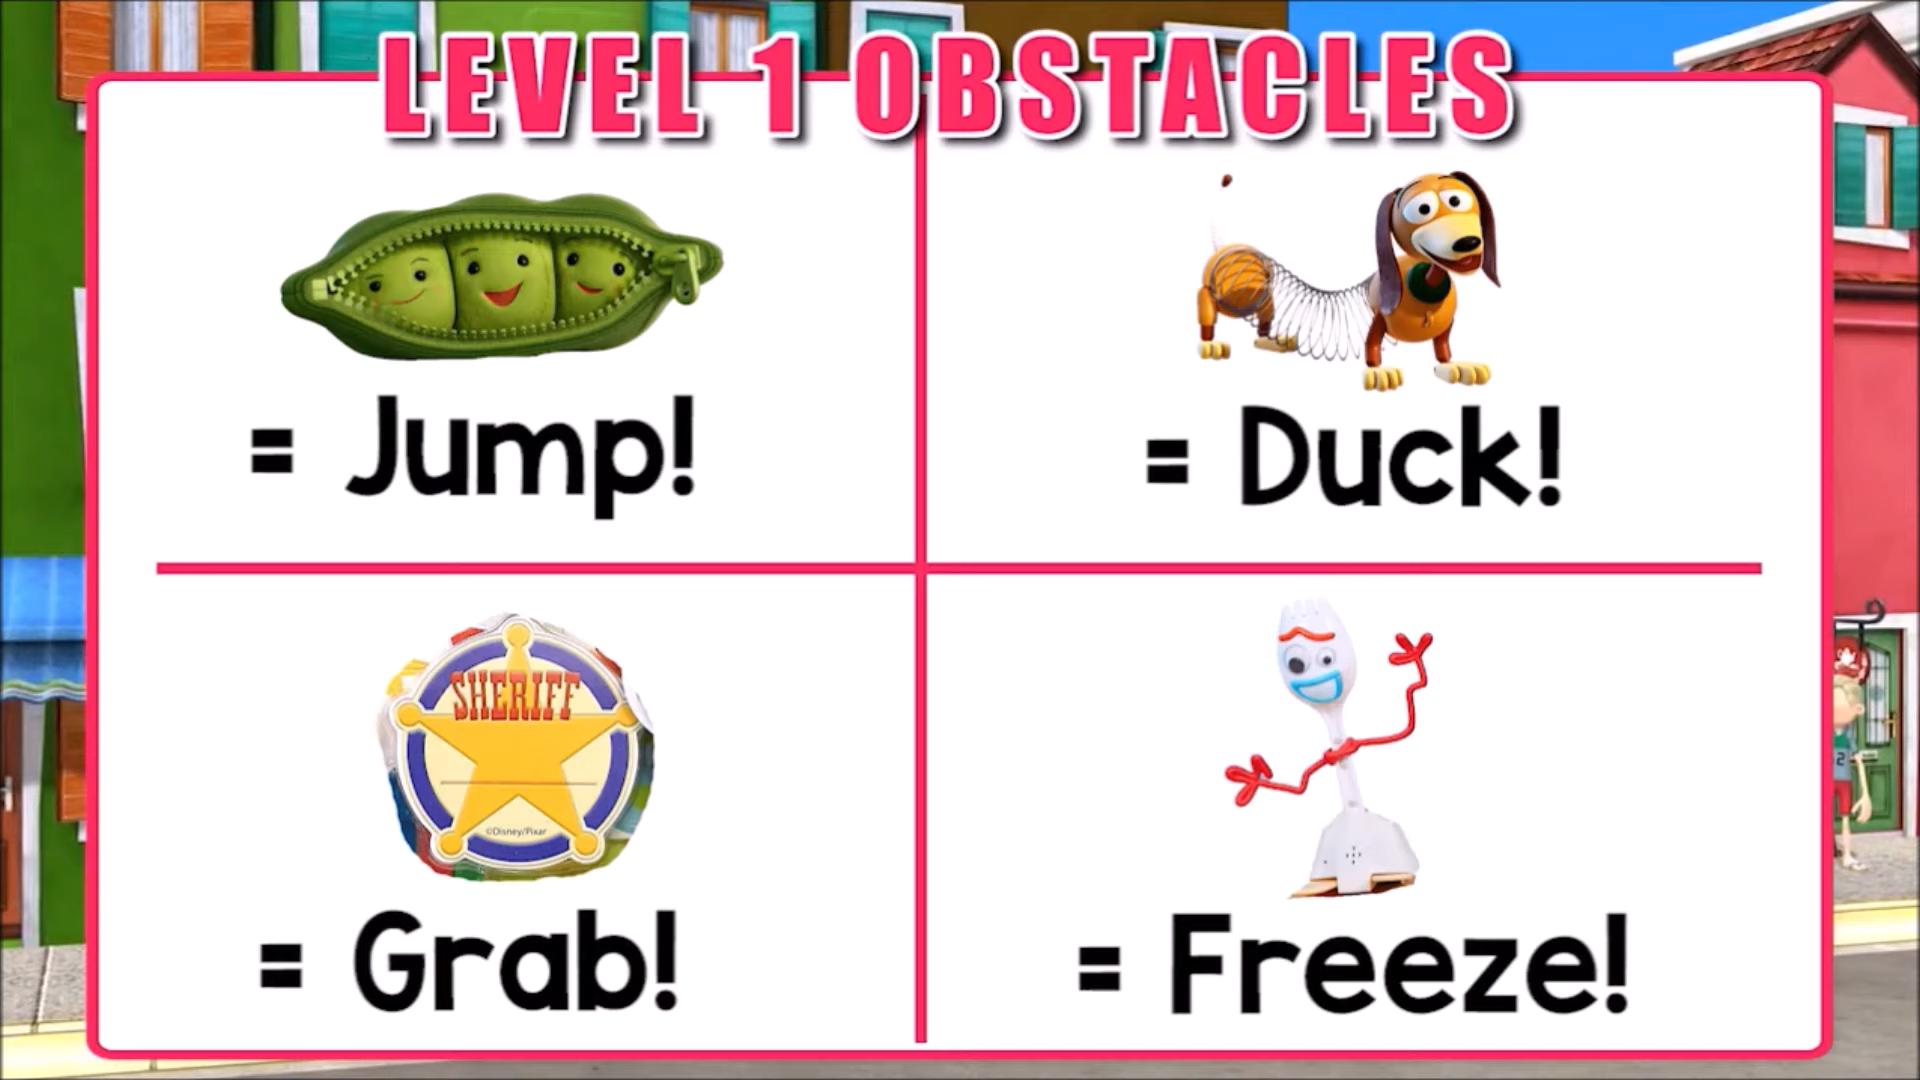 LEVEL 1 OBSTACLES
= Jump!
= Duck!
SHERIFF
©Disney/Pixar
= Grab!
= Freeze!